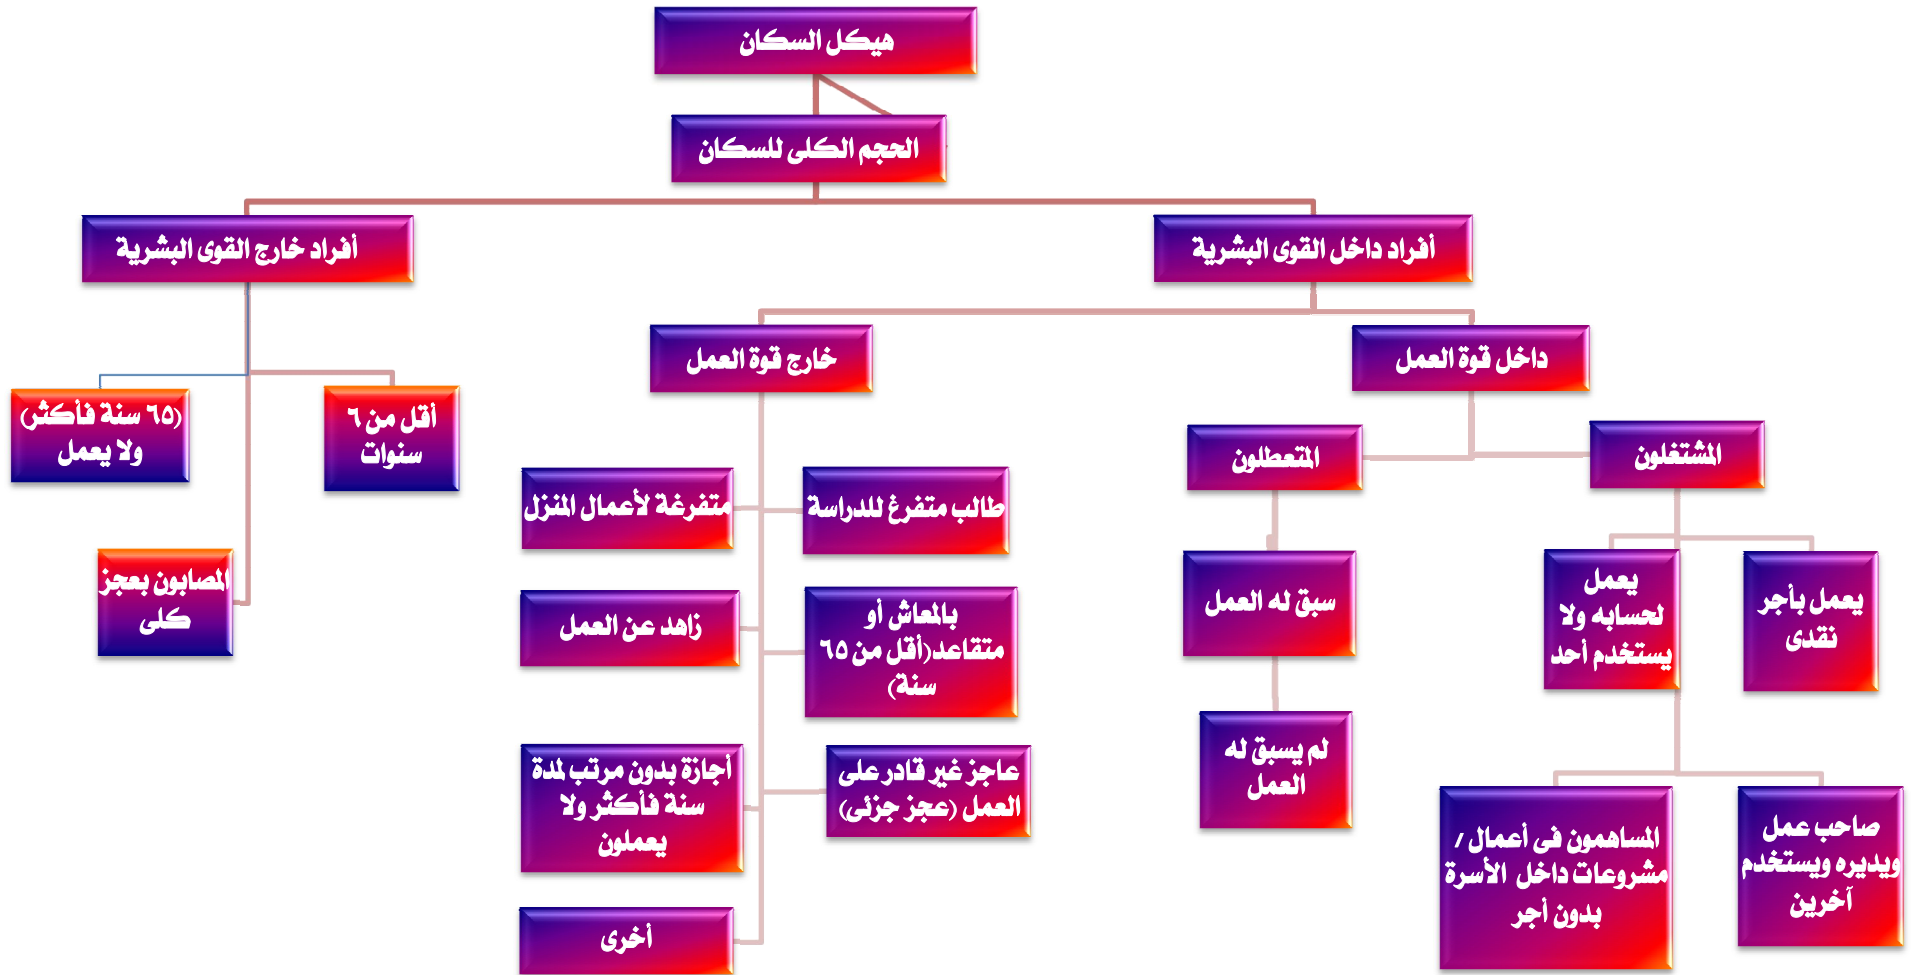 هيكل السكان
الحجم الكلى للسكان
أفراد داخل القوى البشرية
أفراد خارج القوى البشرية
داخل قوة العمل
خارج قوة العمل
أقل من ٦
سنوات
(٦٥ سنة فأكثر)
ولا يعمل
المصابون بعجز
كلى
المشتغلون
المتعطلون
يعمل بأجر
نقدى
يعمل
لحسابه ولا
يستخدم أحد
صاحب عمل
ويديره ويستخدم
آخرين
المساهمون فى أعمال /
مشروعات داخل الأسرة
بدون أجر
سبق له العمل
لم يسبق له
العمل
طالب متفرغ للدراسة
متفرغة لأعمال المنزل
بالمعاش أو
متقاعد(أقل من ٦٥
سنة)
زاهد عن العمل
عاجز غير قادر على
العمل (عجز جزئى)
أجازة بدون مرتب لمدة
سنة فأكثر ولا
يعملون
أخرى